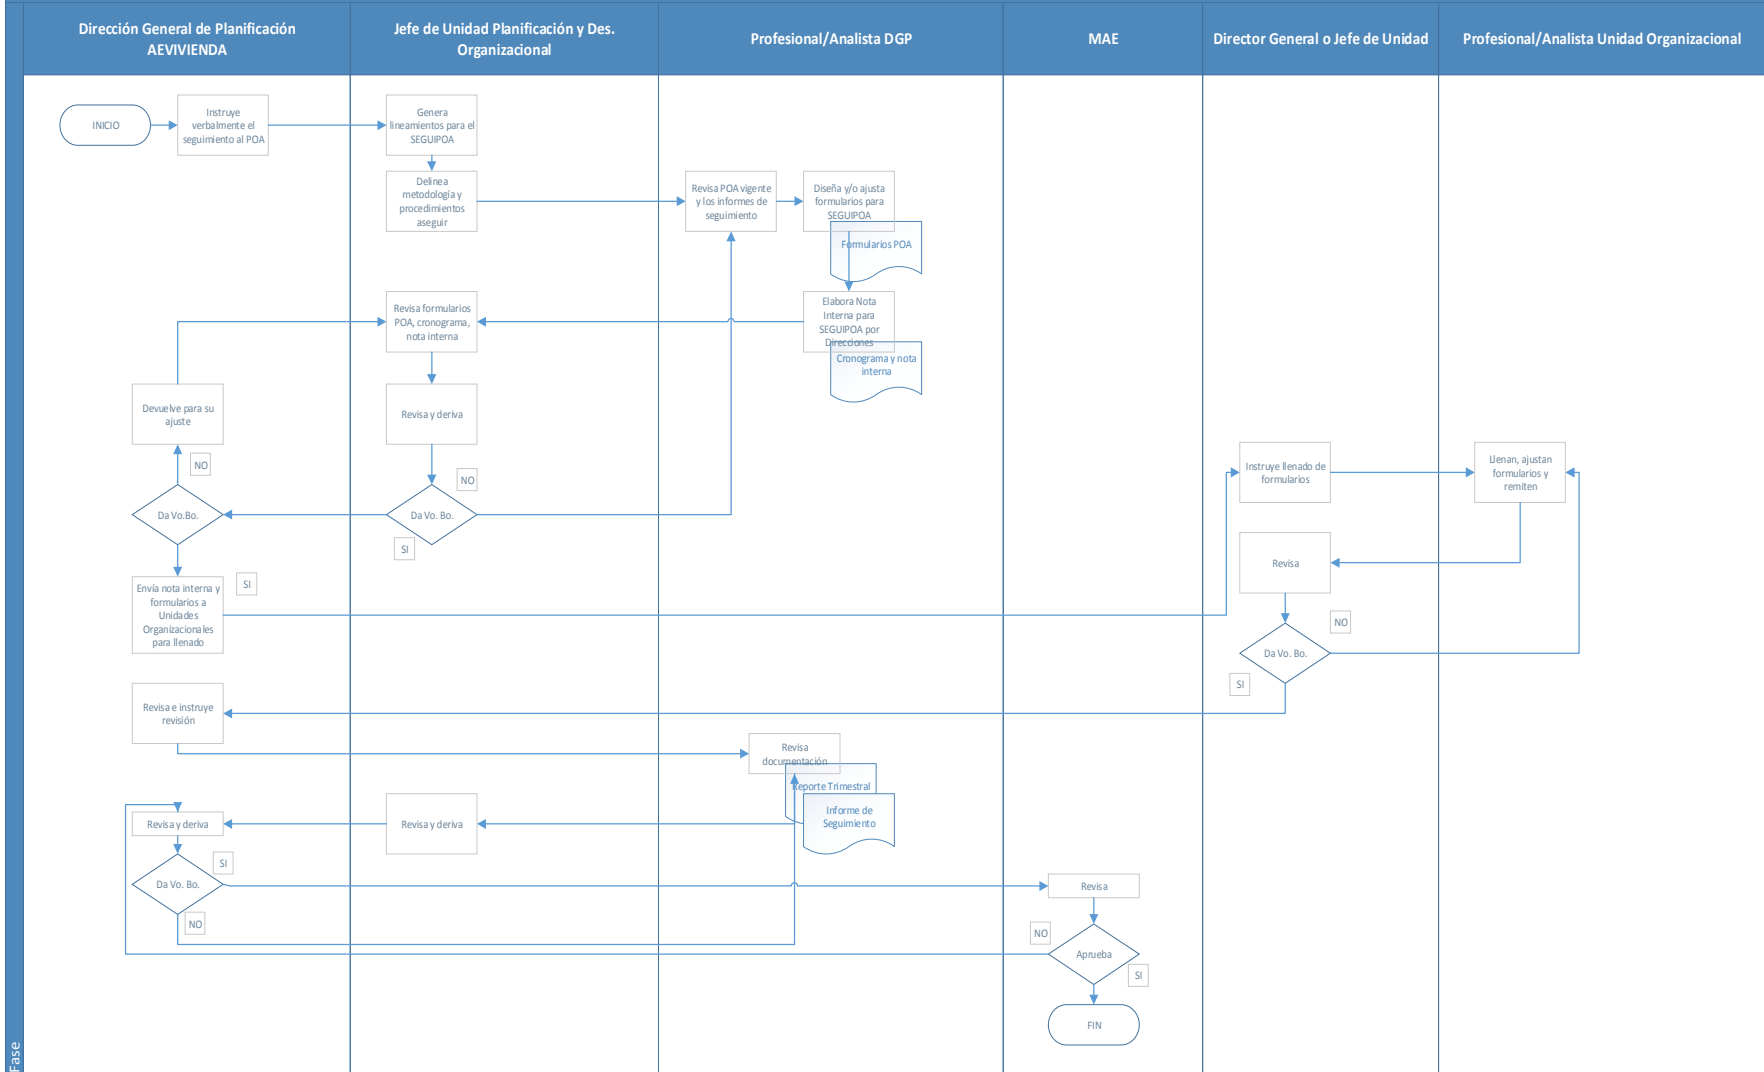 Dirección General de Planificación
AEVIVIENDA
Jefe de Unidad Planificación y Des.
Organizacional
Profesional/Analista DGP
MAE
Director General o Jefe de Unidad
Profesional/Analista Unidad Organizacional
INICIO
Instruye
verbalmente el
seguimiento al POA
Genera
lineamientos para el
SEGUIPOA
Delinea
metodología y
procedimientos
aseguir
Revisa POA vigente
y los informes de
seguimiento
Diseña y/o ajusta
formularios para
SEGUIPOA
Formularios POA
Elabora Nota
Interna para
SEGUIPOA por
Direcciones
Cronograma y nota
interna
Revisa formularios
POA, cronograma,
nota interna
Revisa y deriva
NO
Da Vo. Bo.
SI
Devuelve para su
ajuste
NO
Da Vo.Bo.
SI
Envía nota interna y
formularios a
Unidades
Organizacionales
para llenado
Instruye llenado de
formularios
Llenan, ajustan
formularios y
remiten
Revisa
NO
Da Vo. Bo.
SI
Revisa e instruye
revisión
Revisa
documentación
Reporte Trimestral
Informe de
Seguimiento
Revisa y deriva
Revisa y deriva
SI
Da Vo. Bo.
NO
Revisa
NO
Aprueba
SI
FIN
Fase